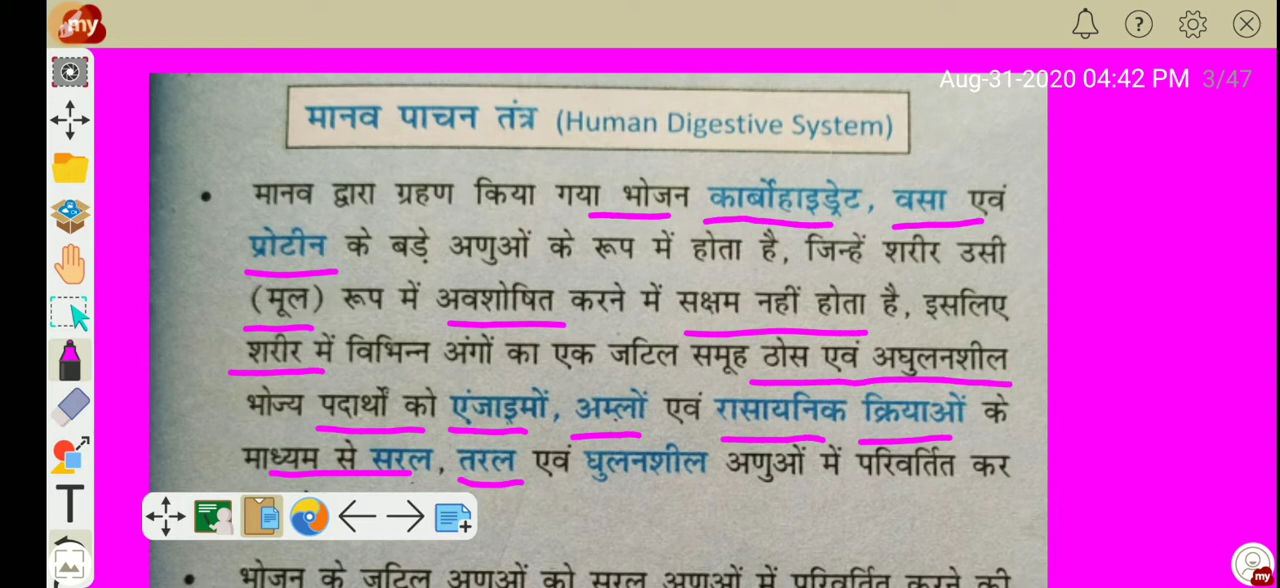 my
Aug-31-2020 04:42 PM 3/47
मानव पाचन तंत्र (Human Digestive System)
• मानव द्वारा ग्रहण किया गया भोजन कार्बोहाइड्रेट, वसा एवं
प्रोटीन के बड़े अणुओं के रूप में होता है, जिन्हें शरीर उसी
(मूल) रूप में अवशोषित करने में सक्षम नहीं होता है, इसलिए
शरीर में विभिन्न अंगों का एक जटिल समूह ठोस एवं अघुलनशील
भोज्य पदार्थों को एंजाइमों, अम्लों एवं रासायनिक क्रियाओं के
माध्यम से सरल, तरल एवं घुलनशील अणुओं में परिवर्तित कर
• भोजन के जटिल अणुओं को सरल अणुओं में परिवर्तित करने की
T